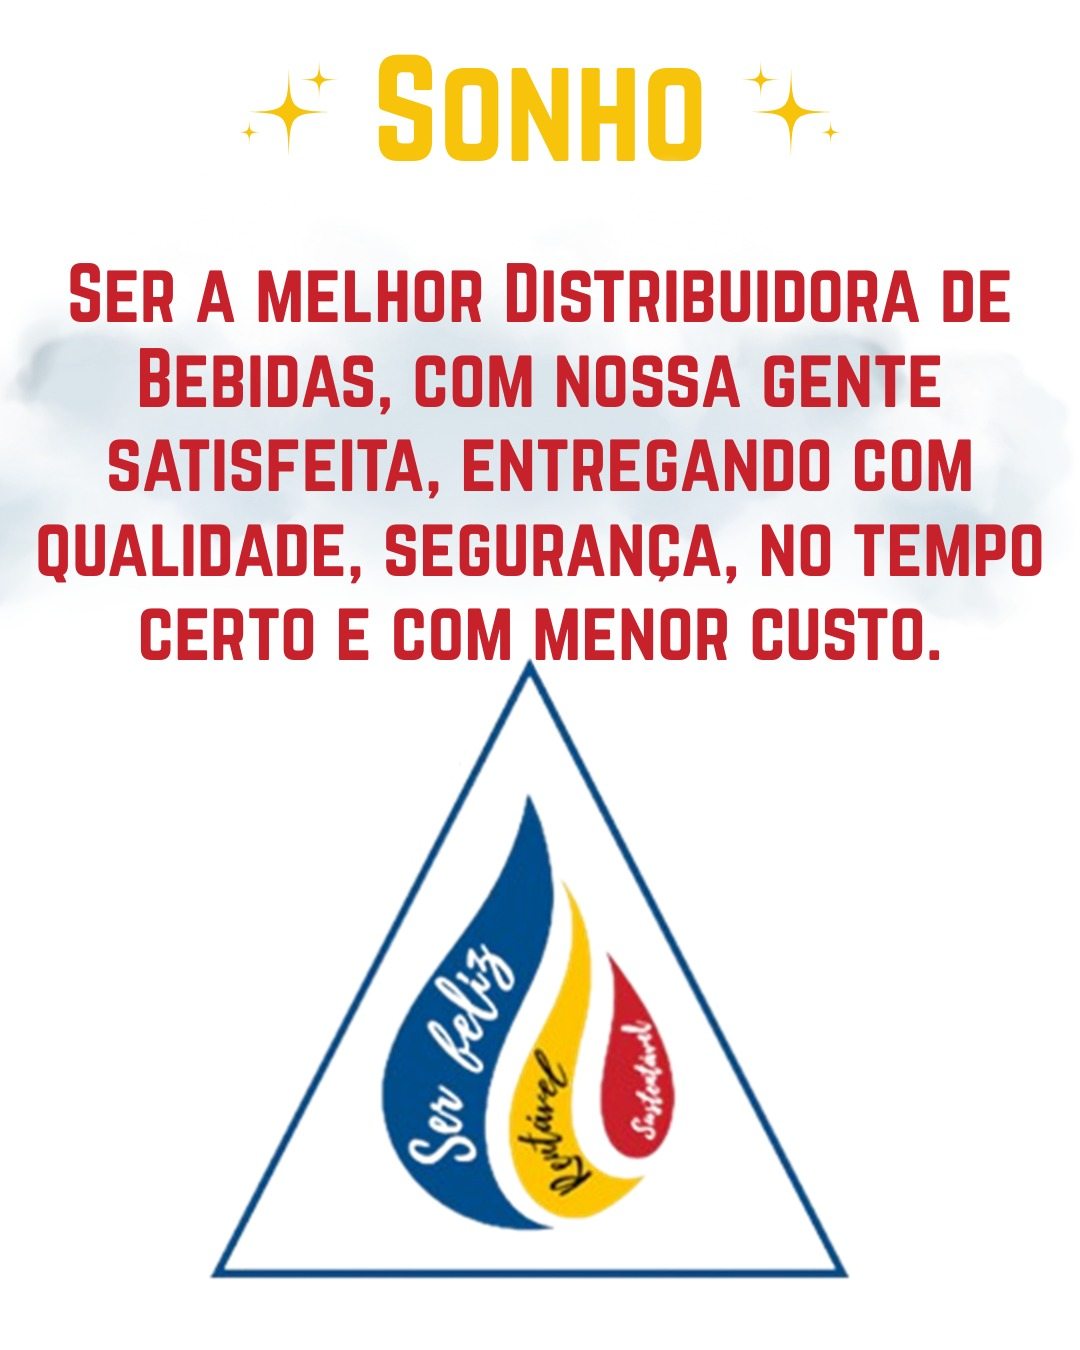 Sonho
Ser a melhor Distribuidora de
Bebidas, com nossa gente
satisfeita, entregando com
qualidade, segurança, no tempo
certo e com menor custo.
Ser feliz
Rentável
Sustentável